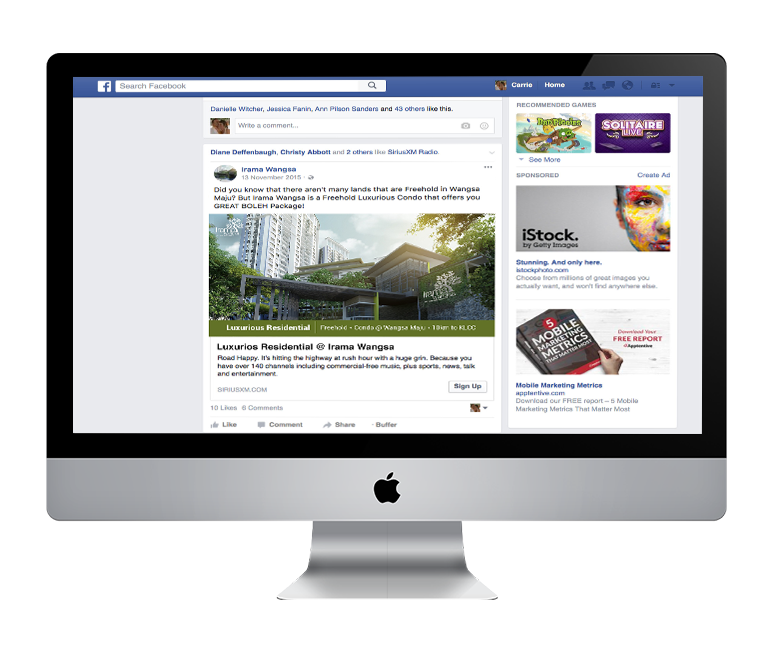 Search Facebook
Carrie Home
Danielle Witcher, Jessica Fanin, Ann Pilson Sanders and 43 others like this.
Write a comment...
Diane Deffenbaugh, Christy Abbott and 2 others like SiriusXM Radio.
Irama Wangsa
13 November 2015
Did you know that there aren't many lands that are Freehold in Wangsa
Maju? But Irama Wangsa is a Freehold Luxurious Condo that offers you
GREAT BOLEH Package!
Luxurious Residential Freehold • Condo @ Wangsa Maju • 10km to KLCC
Luxurios Residential @ Irama Wangsa
Road Happy. It's hitting the highway at rush hour with a huge grin. Because you
have over 140 channels including commercial-free music, plus sports, news, talk
and entertainment.
SIRIUSXM.COM
Sign Up
10 Likes 6 Comments
Like Comment Share · Buffer
RECOMMENDED GAMES
SOLITAIRE
LIVE
See More
SPONSORED Create Ad
iStock.
by Getty Images
Stunning. And only here.
istockphoto.com
Choose from millions of great images you
actually want, and won't find anywhere else.
5
MOBILE
MARKETING
METRICS
THAT MATTER MOST
Download Your
FREE REPORT
Apptentive
Mobile Marketing Metrics
apptentive.com
Download our FREE report – 5 Mobile
Marketing Metrics That Matter Most